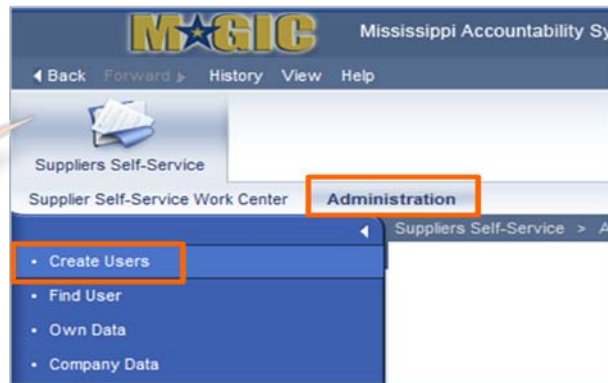 MAGIC Mississippi Accountability Sy
Back Forward History View Help
Suppliers Self-Service
Supplier Self-Service Work Center Administration
Suppliers Self-Service > A
• Create Users
• Find User
• Own Data
• Company Data